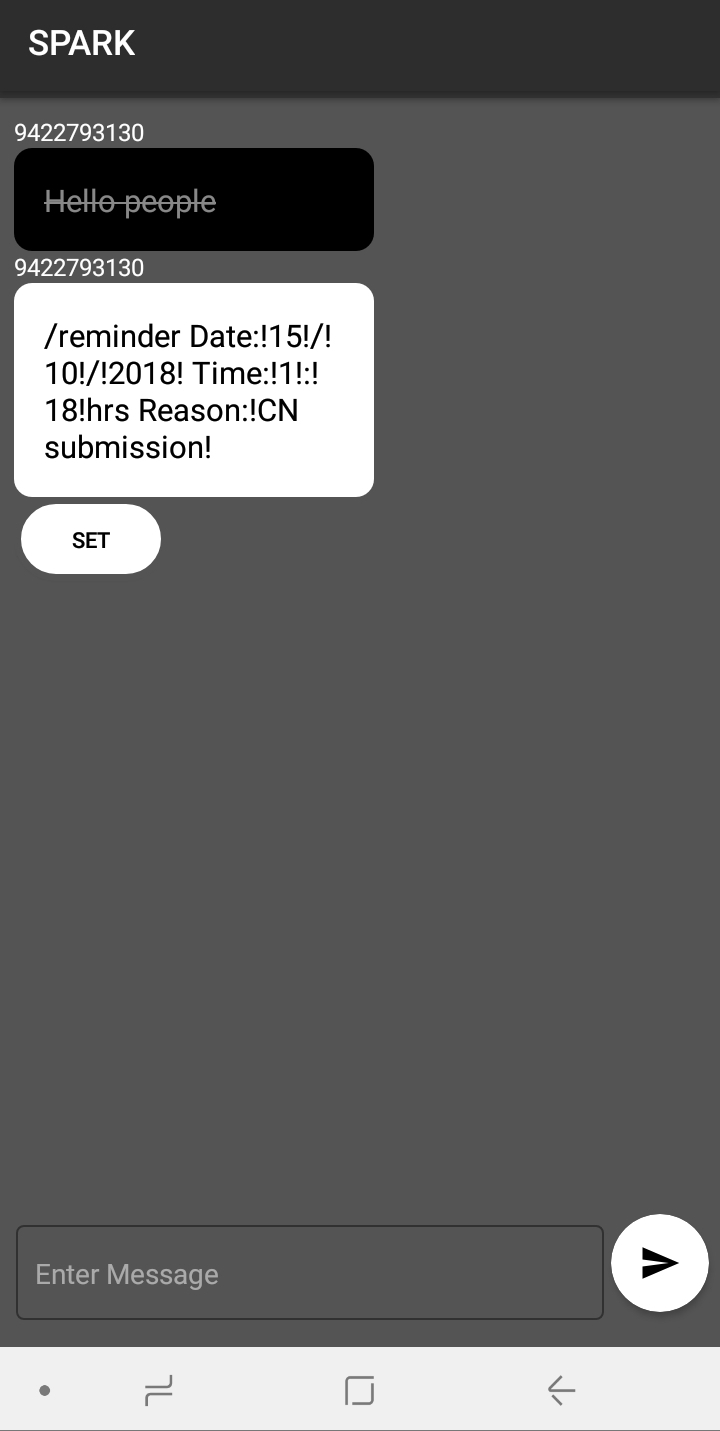 SPARK
9422793130
Hello people
9422793130
/reminder Date:!15!/!
10!/!2018! Time:!1!:!
18!hrs Reason:!CN
submission!
SET
Enter Message